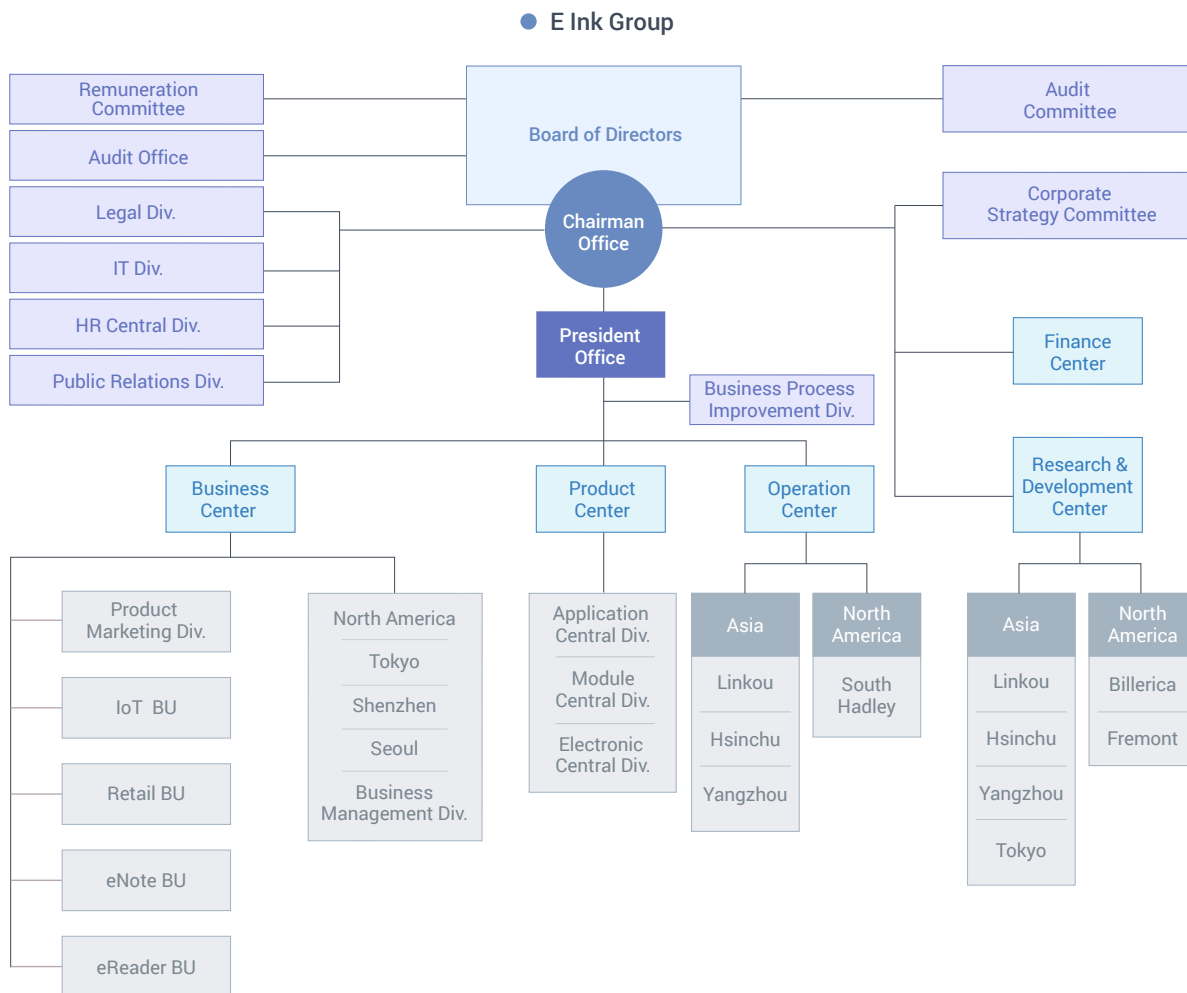 E Ink Group
Remuneration
Committee
Audit Office
Legal Div.
IT Div.
HR Central Div.
Public Relations Div.
Board of Directors
Chairman
Office
Audit
Committee
Corporate
Strategy Committee
President
Office
Business Process
Improvement Div.
Finance
Center
Research &
Development
Center
Business
Center
Product
Center
Operation
Center
Product
Marketing Div.
IoT BU
Retail BU
eNote BU
eReader BU
North America
Tokyo
Shenzhen
Seoul
Business
Management Div.
Application
Central Div.
Module
Central Div.
Electronic
Central Div.
Asia
Linkou
Hsinchu
Yangzhou
North
America
South
Hadley
Asia
Linkou
Hsinchu
Yangzhou
Tokyo
North
America
Billerica
Fremont